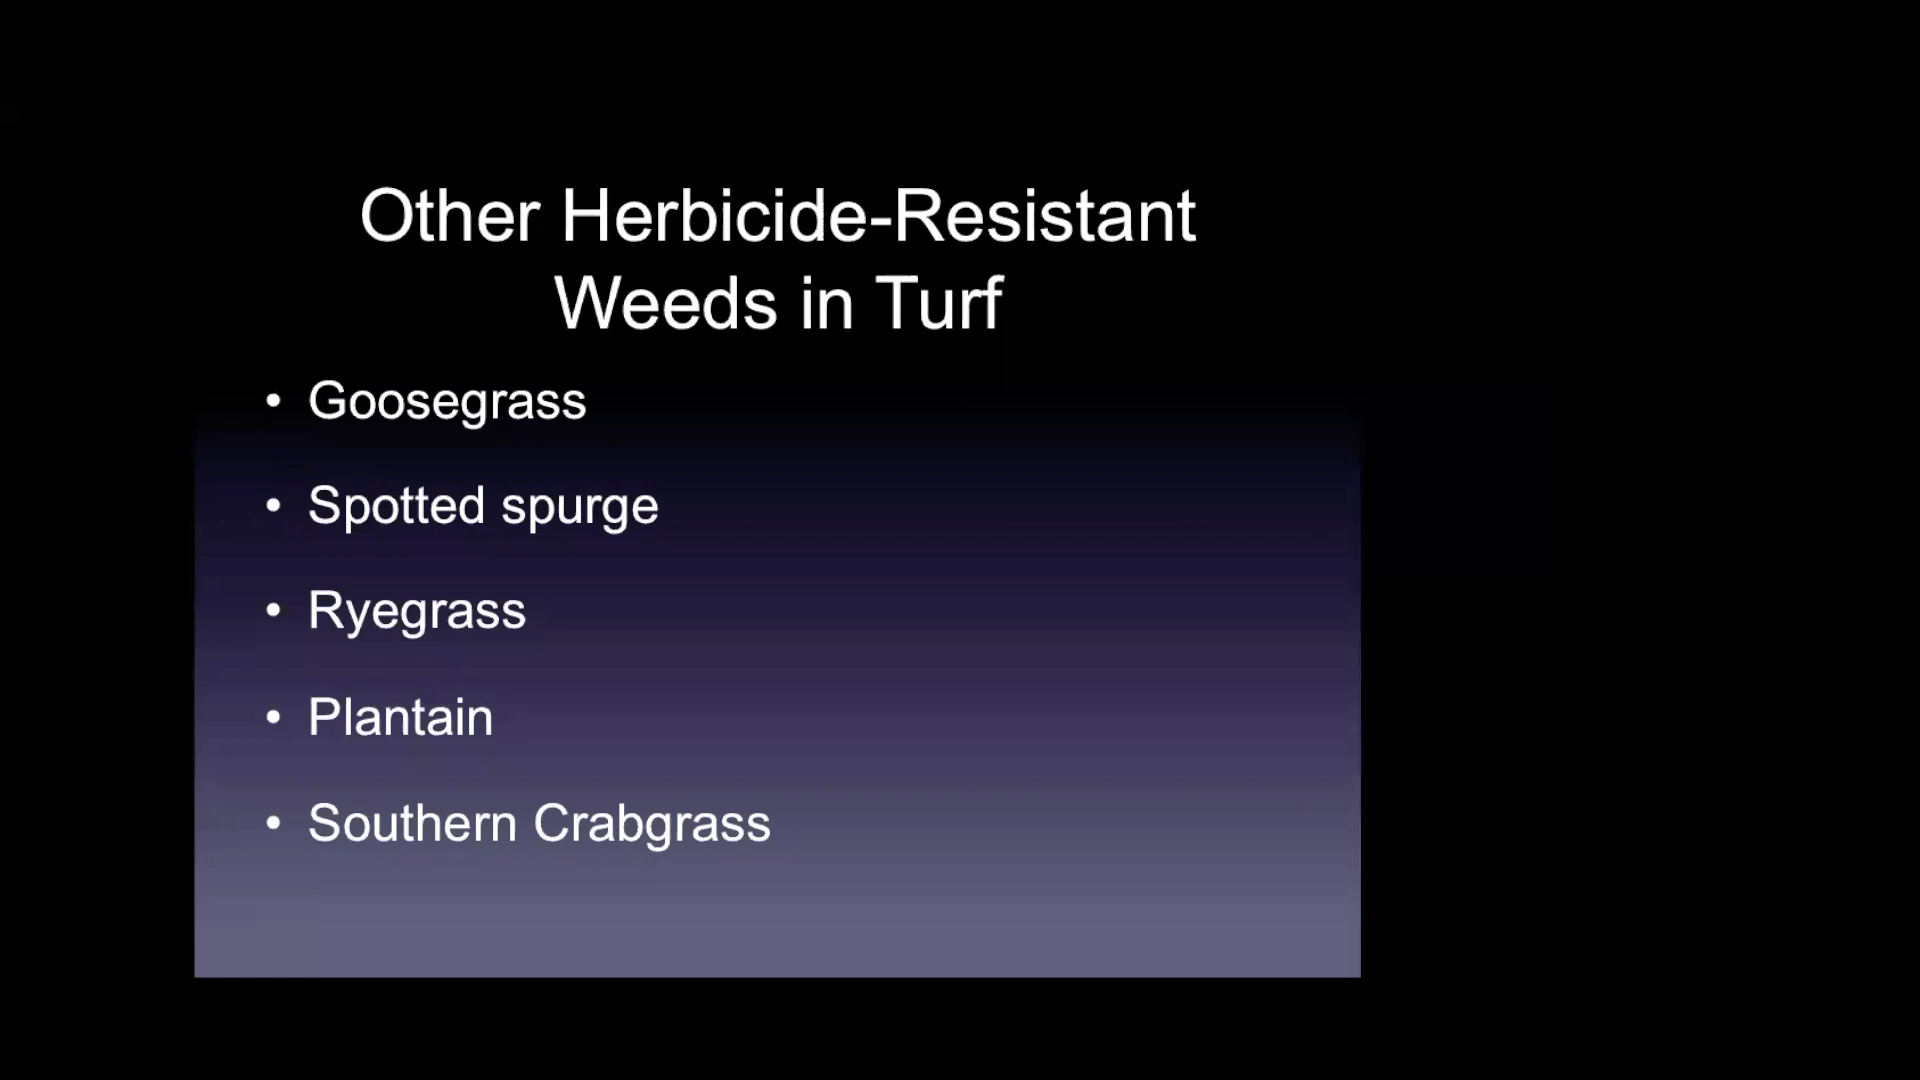 Other Herbicide-Resistant
Weeds in Turf
• Goosegrass
• Spotted spurge
• Ryegrass
• Plantain
• Southern Crabgrass